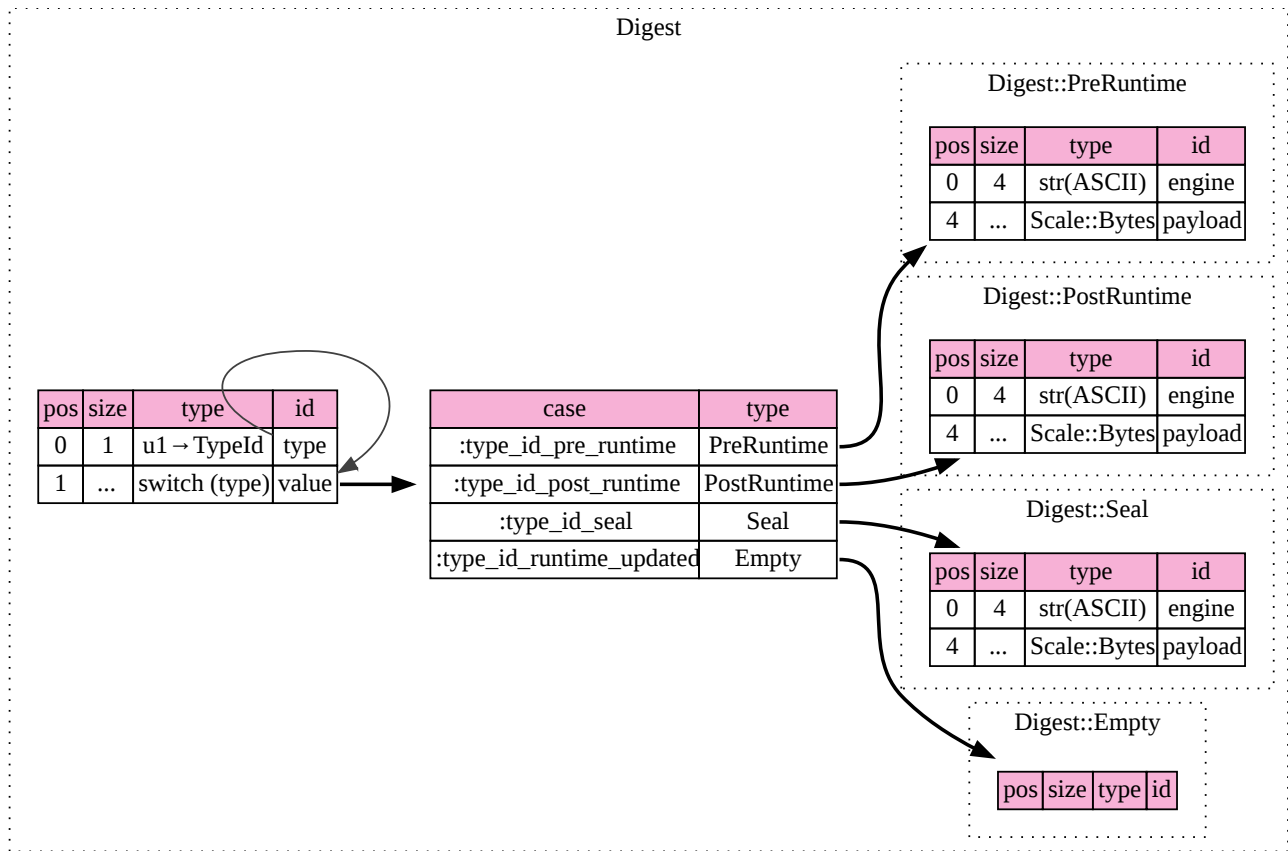 Digest
Digest::PreRuntime
pos size type id
0 4 str(ASCII) engine
4 ... Scale::Bytes payload
Digest::PostRuntime
pos size type id
0 4 str(ASCII) engine
4 ... Scale::Bytes payload
pos size type id
0 1 u1→TypeId type
1 ... switch (type) value
case type
:type_id_pre_runtime PreRuntime
:type_id_post_runtime PostRuntime
:type_id_seal Seal
:type_id_runtime_updated Empty
Digest::Seal
pos size type id
0 4 str(ASCII) engine
4 ... Scale::Bytes payload
Digest::Empty
pos size type id